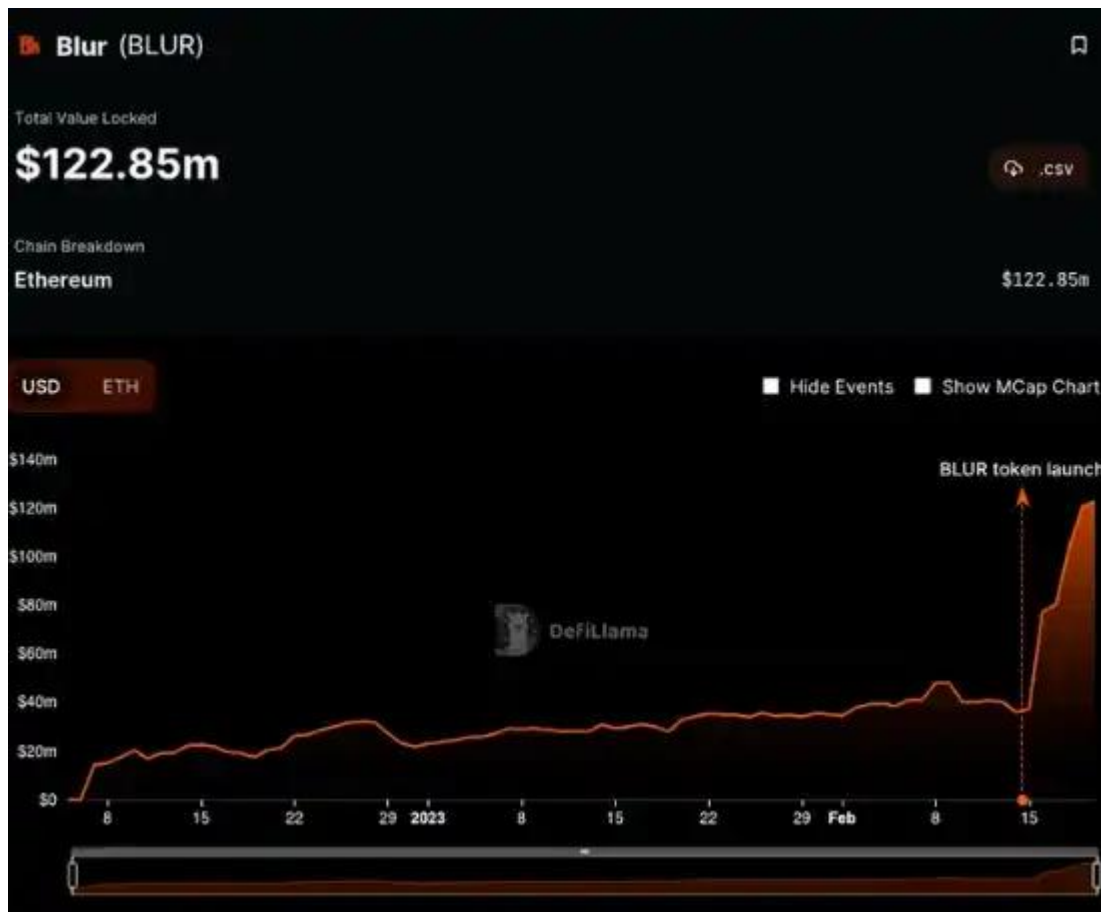 Blur (BLUR)
Total Value Locked
$122.85m
.csv
Chain Breakdown
Ethereum $122.85m
USD ETH Hide Events Show MCap Chart
$140m
BLUR token launch
$120m
$100m
$80m
DeFiLlama
$60m
$40m
$20m
$0
8 15 22 29 2023 8 15 22 29 Feb 8 15